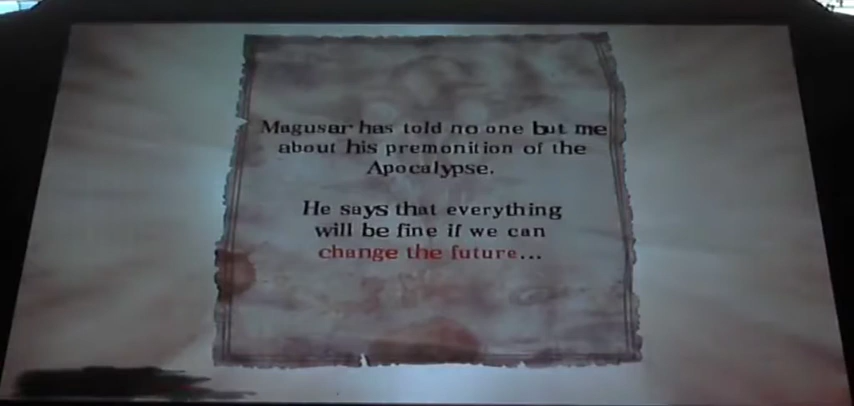 Magusar has told no one but me
about his premonition of the
Apocalypse.
He says that everything
will be fine if we can
change the future...